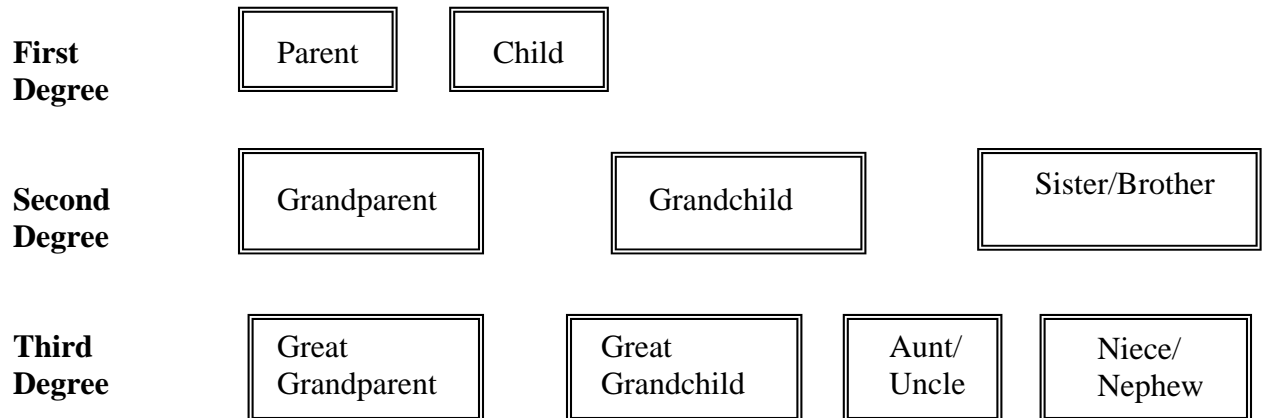 First
Degree
Parent
Child
Second
Degree
Grandparent
Grandchild
Sister/Brother
Third
Degree
Great
Grandparent
Great
Grandchild
Aunt/
Uncle
Niece/
Nephew